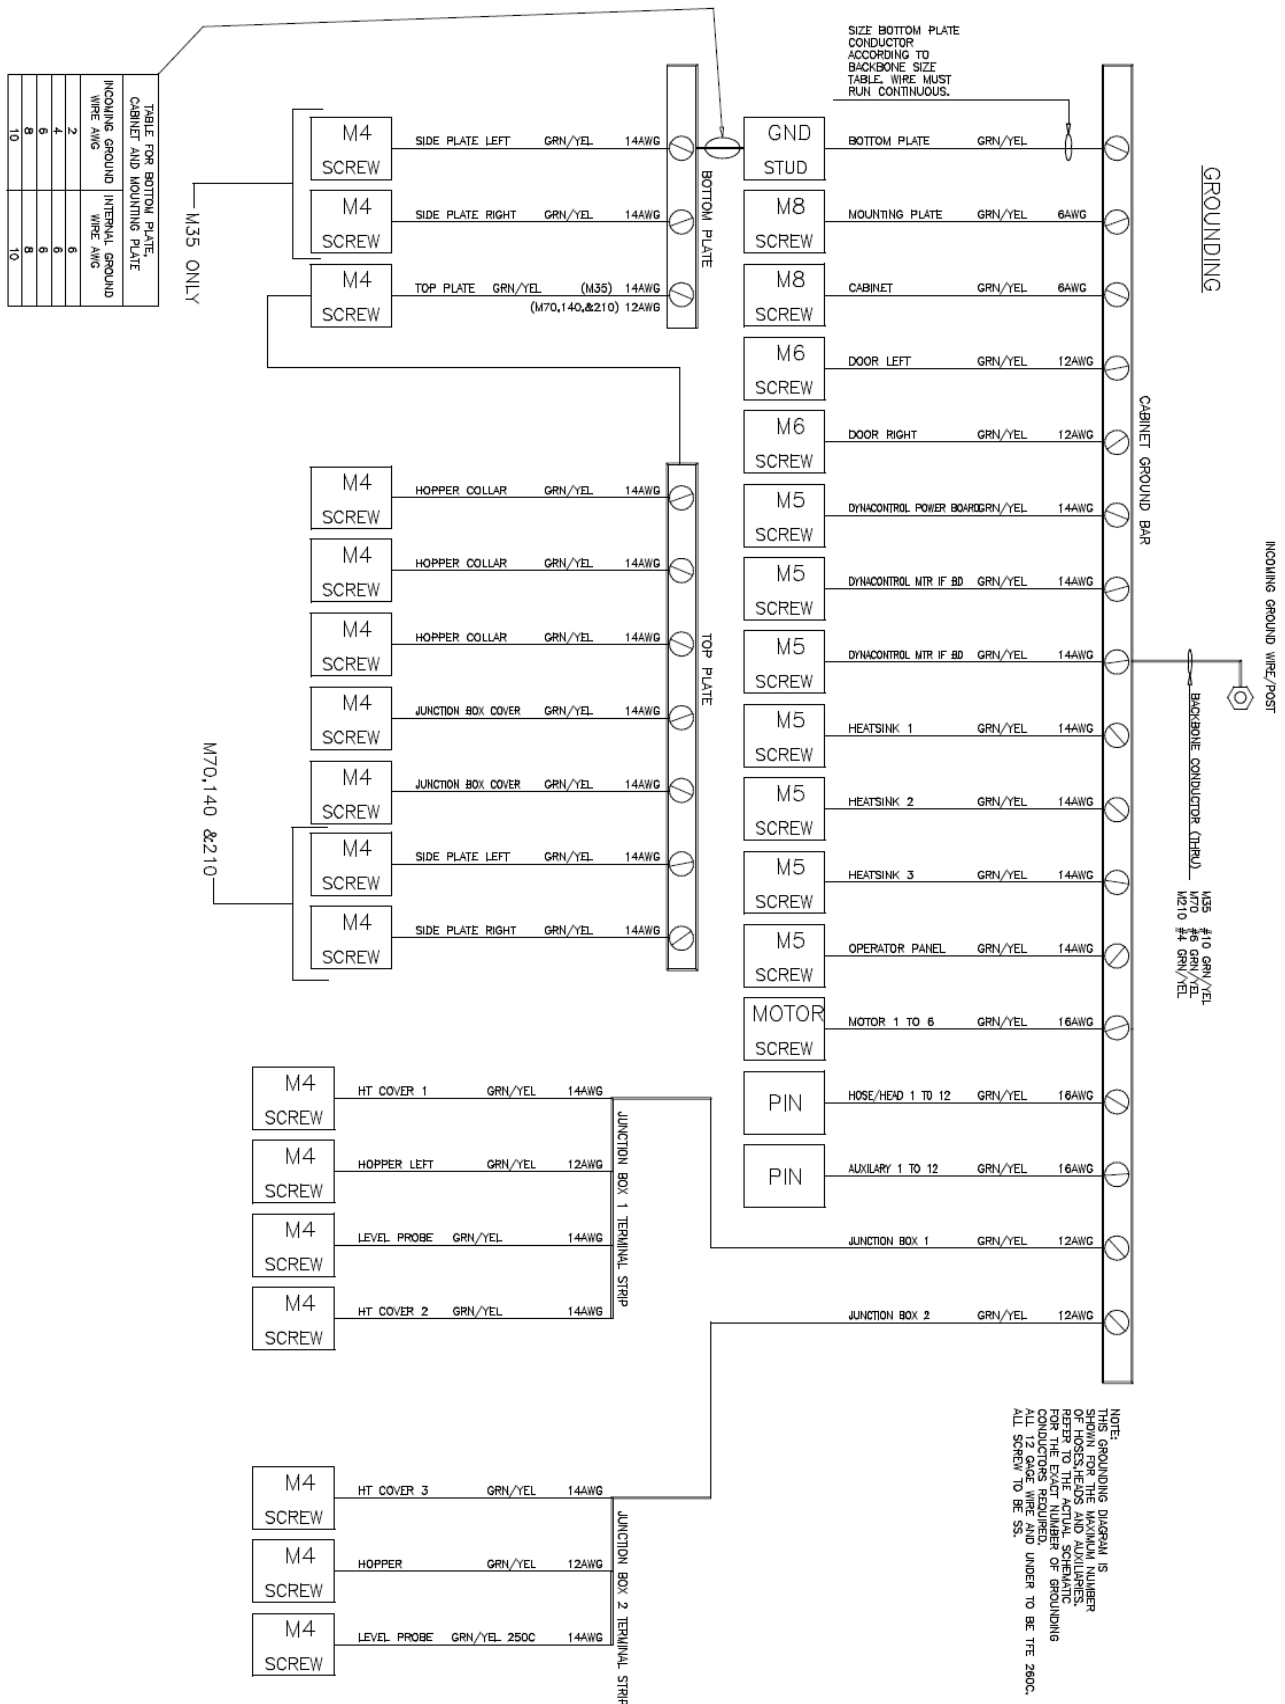 GROUNDING
INCOMING GROUND WIRE/POST
BACKBONE CONDUCTOR (THRU)
M35 #10 GRN/YEL
M70 #6 GRN/YEL
M210 #4 GRN/YEL
CABINET GROUND BAR
SIZE BOTTOM PLATE
CONDUCTOR
ACCORDING TO
BACKBONE SIZE
TABLE. WIRE MUST
RUN CONTINUOUS.
GND STUD BOTTOM PLATE GRN/YEL
M8 SCREW MOUNTING PLATE GRN/YEL 6AWG
M8 SCREW CABINET GRN/YEL 6AWG
M6 SCREW DOOR LEFT GRN/YEL 12AWG
M6 SCREW DOOR RIGHT GRN/YEL 12AWG
M5 SCREW DYNACONTROL POWER BOARDGRN/YEL 14AWG
M5 SCREW DYNACONTROL MTR IF BD GRN/YEL 14AWG
M5 SCREW DYNACONTROL MTR IF BD GRN/YEL 14AWG
M5 SCREW HEATSINK 1 GRN/YEL 14AWG
M5 SCREW HEATSINK 2 GRN/YEL 14AWG
M5 SCREW HEATSINK 3 GRN/YEL 14AWG
M5 SCREW OPERATOR PANEL GRN/YEL 14AWG
MOTOR SCREW MOTOR 1 TO 6 GRN/YEL 16AWG
PIN HOSE/HEAD 1 TO 12 GRN/YEL 16AWG
PIN AUXILARY 1 TO 12 GRN/YEL 16AWG
JUNCTION BOX 1 GRN/YEL 12AWG
JUNCTION BOX 2 GRN/YEL 12AWG
BOTTOM PLATE
M4 SCREW SIDE PLATE LEFT GRN/YEL 14AWG
M4 SCREW SIDE PLATE RIGHT GRN/YEL 14AWG
M4 SCREW TOP PLATE GRN/YEL (M35) 14AWG
(M70,140,&210) 12AWG
M35 ONLY
TABLE FOR BOTTOM PLATE,
CABINET AND MOUNTING PLATE
INCOMING GROUND WIRE AWG INTERNAL GROUND WIRE AWG
2 6
4 6
6 6
8 8
10 10
TOP PLATE
M4 SCREW HOPPER COLLAR GRN/YEL 14AWG
M4 SCREW HOPPER COLLAR GRN/YEL 14AWG
M4 SCREW HOPPER COLLAR GRN/YEL 14AWG
M4 SCREW JUNCTION BOX COVER GRN/YEL 14AWG
M4 SCREW JUNCTION BOX COVER GRN/YEL 14AWG
M4 SCREW SIDE PLATE LEFT GRN/YEL 14AWG
M4 SCREW SIDE PLATE RIGHT GRN/YEL 14AWG
M70,140 &210
JUNCTION BOX 1 TERMINAL STRIP
M4 SCREW HT COVER 1 GRN/YEL 14AWG
M4 SCREW HOPPER LEFT GRN/YEL 12AWG
M4 SCREW LEVEL PROBE GRN/YEL 14AWG
M4 SCREW HT COVER 2 GRN/YEL 14AWG
JUNCTION BOX 2 TERMINAL STRIP
M4 SCREW HT COVER 3 GRN/YEL 14AWG
M4 SCREW HOPPER GRN/YEL 12AWG
M4 SCREW LEVEL PROBE GRN/YEL 250C 14AWG
NOTE:
THIS GROUNDING DIAGRAM IS
SHOWN FOR THE MAXIMUM NUMBER
OF HOSES,HEADS AND AUXILIARIES.
REFER TO THE ACTUAL SCHEMATIC
FOR THE EXACT NUMBER OF GROUNDING
CONDUCTORS REQUIRED.
ALL 12 GAGE WIRE AND UNDER TO BE TFE 260C.
ALL SCREW TO BE SS.